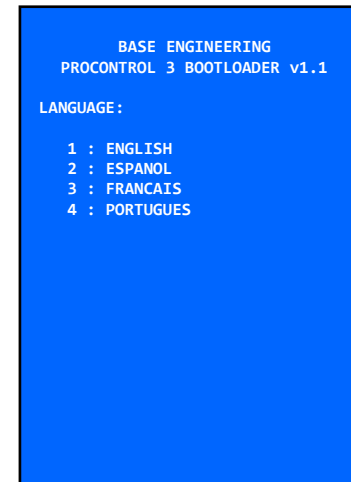 BASE ENGINEERING
PROCONTROL 3 BOOTLOADER v1.1
LANGUAGE:
1 : ENGLISH
2 : ESPANOL
3 : FRANCAIS
4 : PORTUGUES